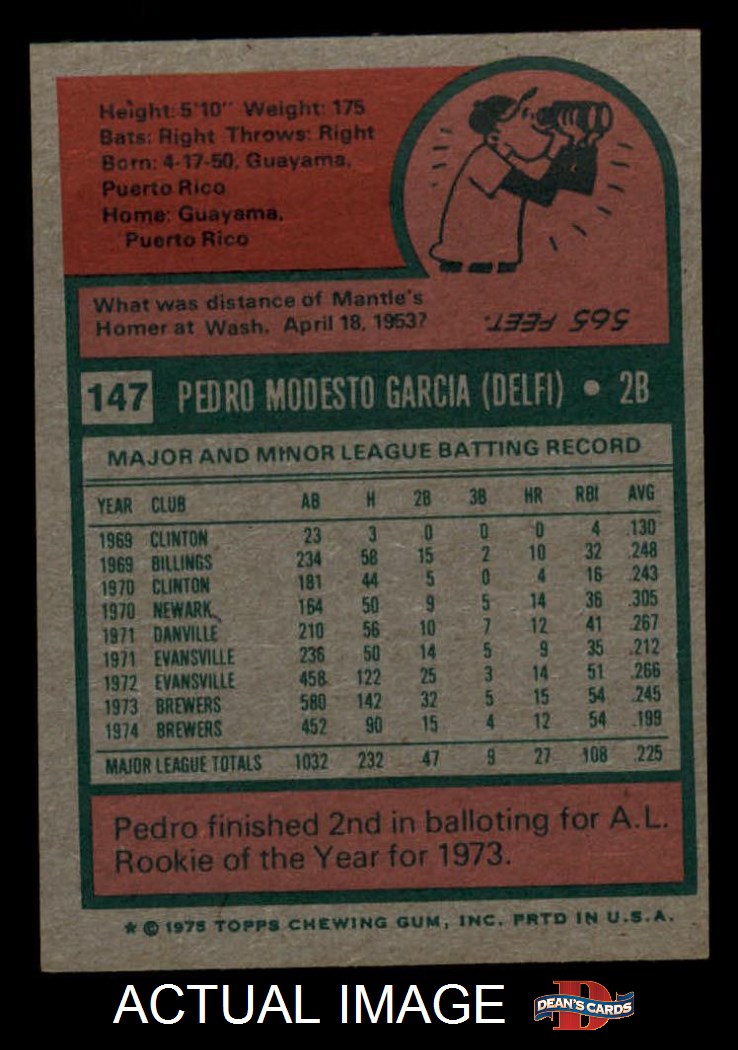 Height: 5'10" Weight: 175
Bats: Right Throws: Right
Born: 4-17-50, Guayama,
Puerto Rico
Home: Guayama,
Puerto Rico
What was distance of Mantle's
Homer at Wash. April 18, 1953?
565 FEET.
147 PEDRO MODESTO GARCIA (DELFI) • 2B
MAJOR AND MINOR LEAGUE BATTING RECORD
YEAR CLUB AB H 2B 3B HR RBI AVG
1969 CLINTON 23 3 0 0 0 4 .130
1969 BILLINGS 234 58 15 2 10 32 .248
1970 CLINTON 181 44 5 0 4 16 .243
1970 NEWARK 164 50 9 5 14 36 .305
1971 DANVILLE 210 56 10 7 12 41 .267
1971 EVANSVILLE 236 50 14 5 9 35 .212
1972 EVANSVILLE 458 122 25 3 14 51 .266
1973 BREWERS 580 142 32 5 15 54 .245
1974 BREWERS 452 90 15 4 12 54 .199
MAJOR LEAGUE TOTALS 1032 232 47 9 27 108 .225
Pedro finished 2nd in balloting for A.L.
Rookie of the Year for 1973.
* © 1975 TOPPS CHEWING GUM, INC. PRTD IN U.S.A.
ACTUAL IMAGE
D
DEAN'S CARDS